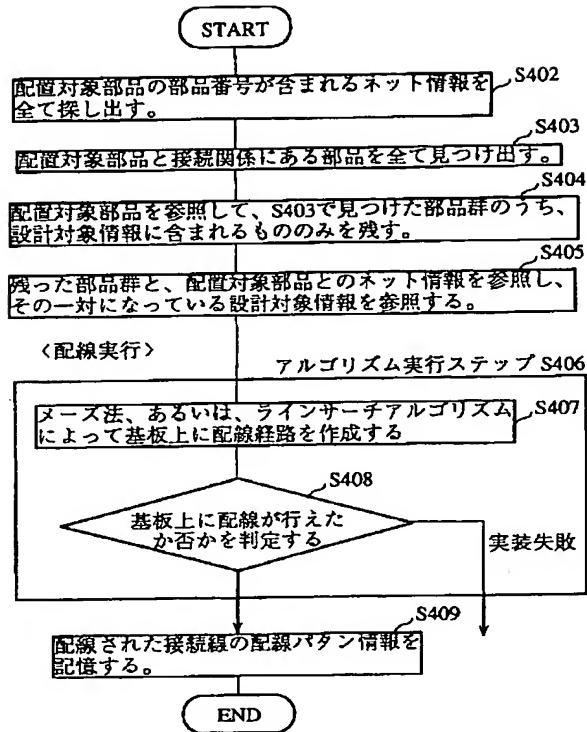 START
S402
配置対象部品の部品番号が含まれるネット情報を
全て探し出す。
S403
配置対象部品と接続関係にある部品を全て見つけ出す。
S404
配置対象部品を参照して、S403で見つけた部品群のうち、
設計対象情報に含まれるもののみを残す。
S405
残った部品群と、配置対象部品とのネット情報を参照し、
その一対になっている設計対象情報を参照する。
〈配線実行〉
アルゴリズム実行ステップ S406
メーズ法、あるいは、ラインサーチアルゴリズム
によって基板上に配線経路を作成する
S407
S408
基板上に配線が行えた
か否かを判定する
実装失敗
S409
配線された接続線の配線パタン情報を
記憶する。
END